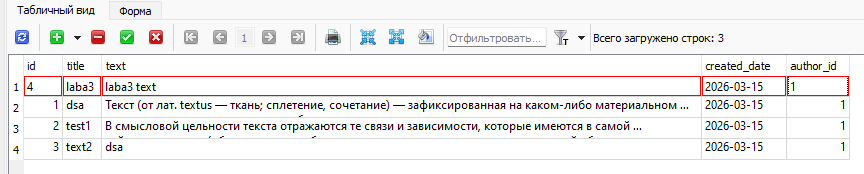 Табличный вид Форма
1 Отфильтровать... Всего загружено строк: 3
id title text created_date author_id
1 4 laba3 laba3 text 2026-03-15 1
2 1 dsa Текст (от лат. textus — ткань; сплетение, сочетание) — зафиксированная на каком-либо материальном ... 2026-03-15 1
3 2 test1 В смысловой цельности текста отражаются те связи и зависимости, которые имеются в самой ... 2026-03-15 1
4 3 text2 dsa 2026-03-15 1